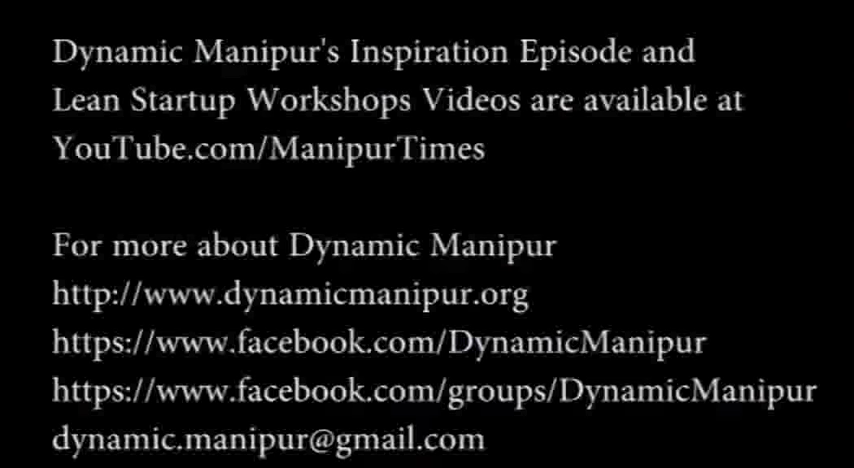 Dynamic Manipur's Inspiration Episode and
Lean Startup Workshops Videos are available at
YouTube.com/ManipurTimes
For more about Dynamic Manipur
http://www.dynamicmanipur.org
https://www.facebook.com/DynamicManipur
https://www.facebook.com/groups/DynamicManipur
dynamic.manipur@gmail.com